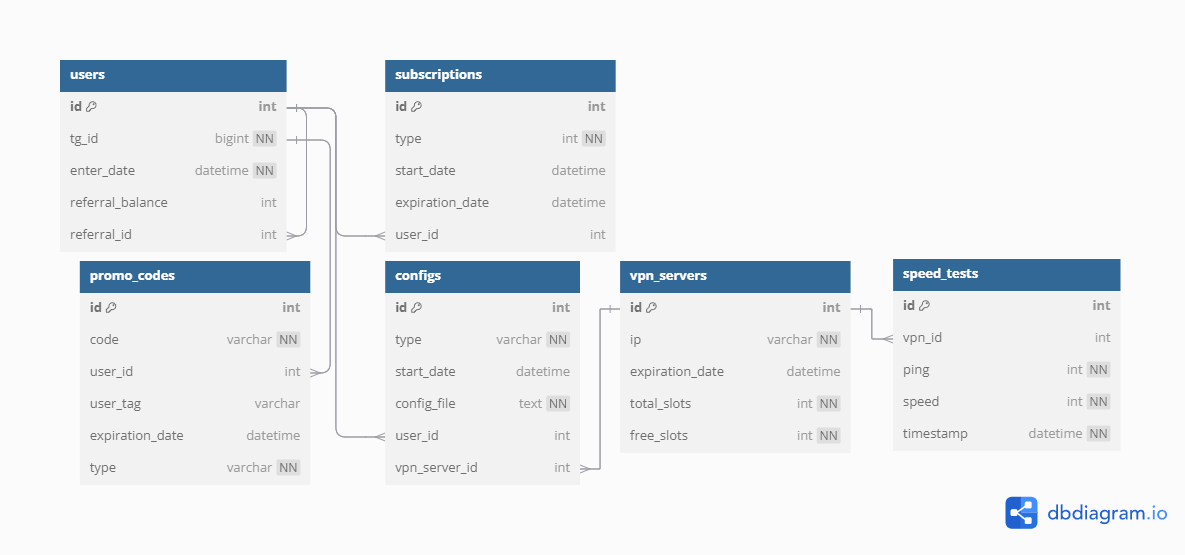 users
id int
tg_id bigint NN
enter_date datetime NN
referral_balance int
referral_id int
subscriptions
id int
type int NN
start_date datetime
expiration_date datetime
user_id int
promo_codes
id int
code varchar NN
user_id int
user_tag varchar
expiration_date datetime
type varchar NN
configs
id int
type varchar NN
start_date datetime
config_file text NN
user_id int
vpn_server_id int
vpn_servers
id int
ip varchar NN
expiration_date datetime
total_slots int NN
free_slots int NN
speed_tests
id int
vpn_id int
ping int NN
speed int NN
timestamp datetime NN
dbdiagram.io